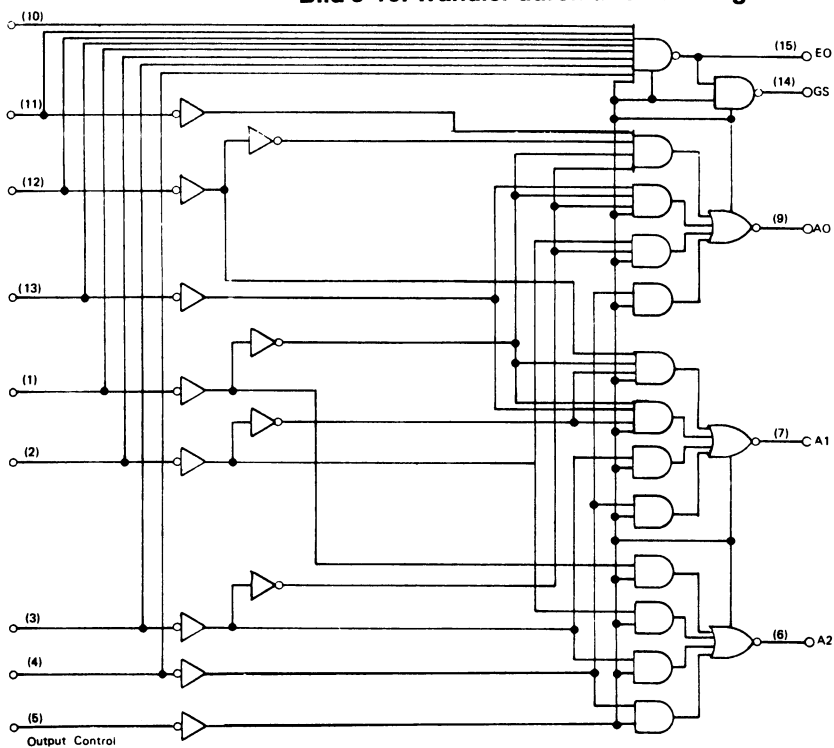 (10)
(15) EO
(14) GS
(11)
(12)
(9) A0
(13)
(1)
(7) A1
(2)
(3)
(6) A2
(4)
(5)
Output Control